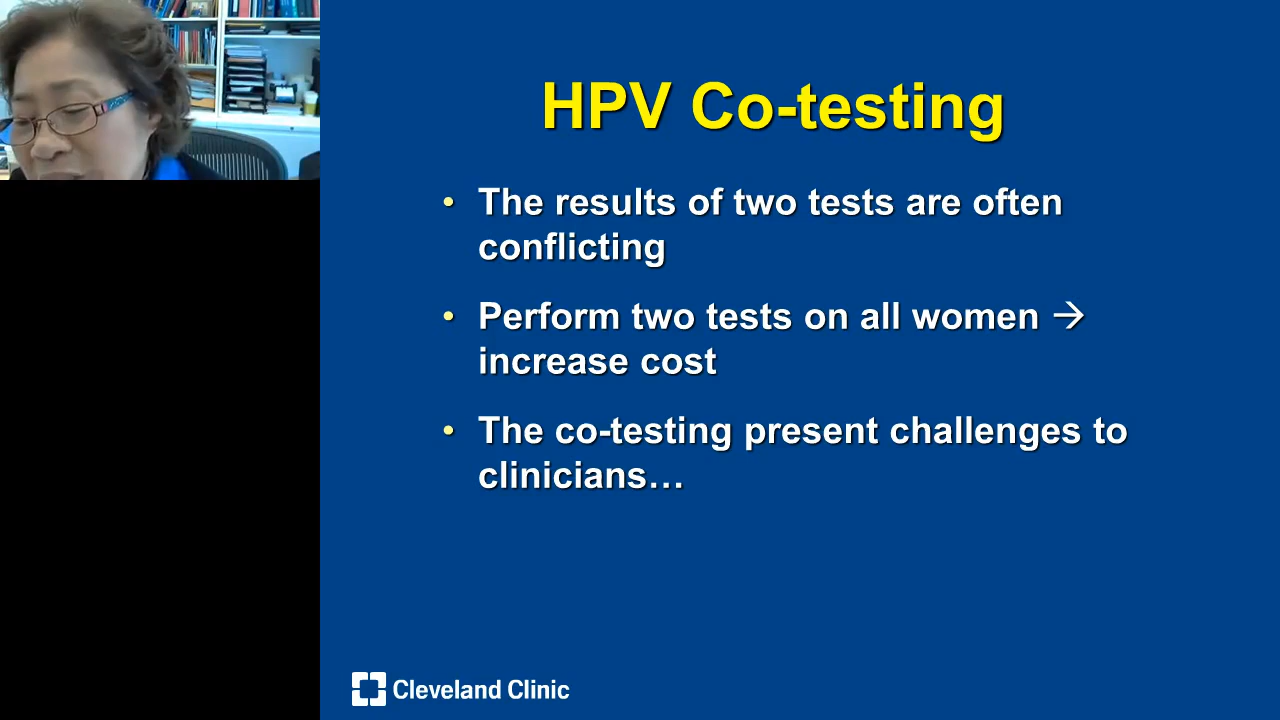 HPV Co-testing
• The results of two tests are often
conflicting
• Perform two tests on all women →
increase cost
• The co-testing present challenges to
clinicians…
Cleveland Clinic